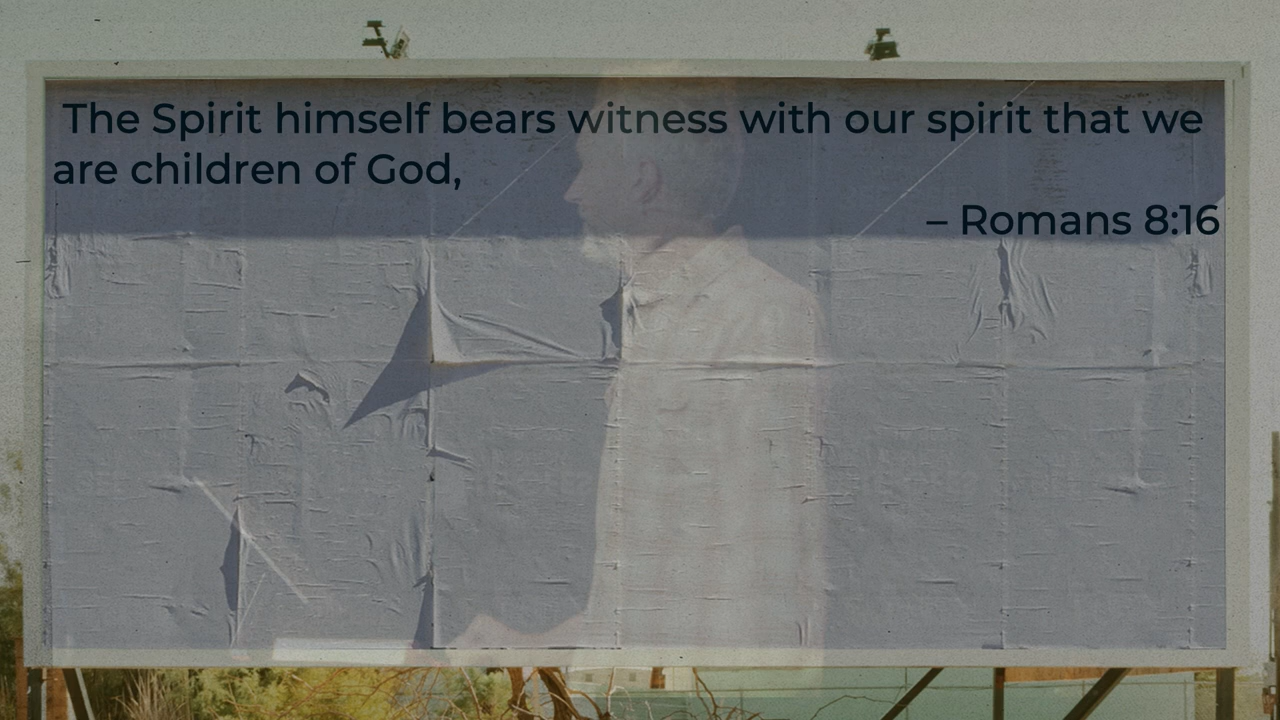 The Spirit himself bears witness with our spirit that we
are children of God,
– Romans 8:16